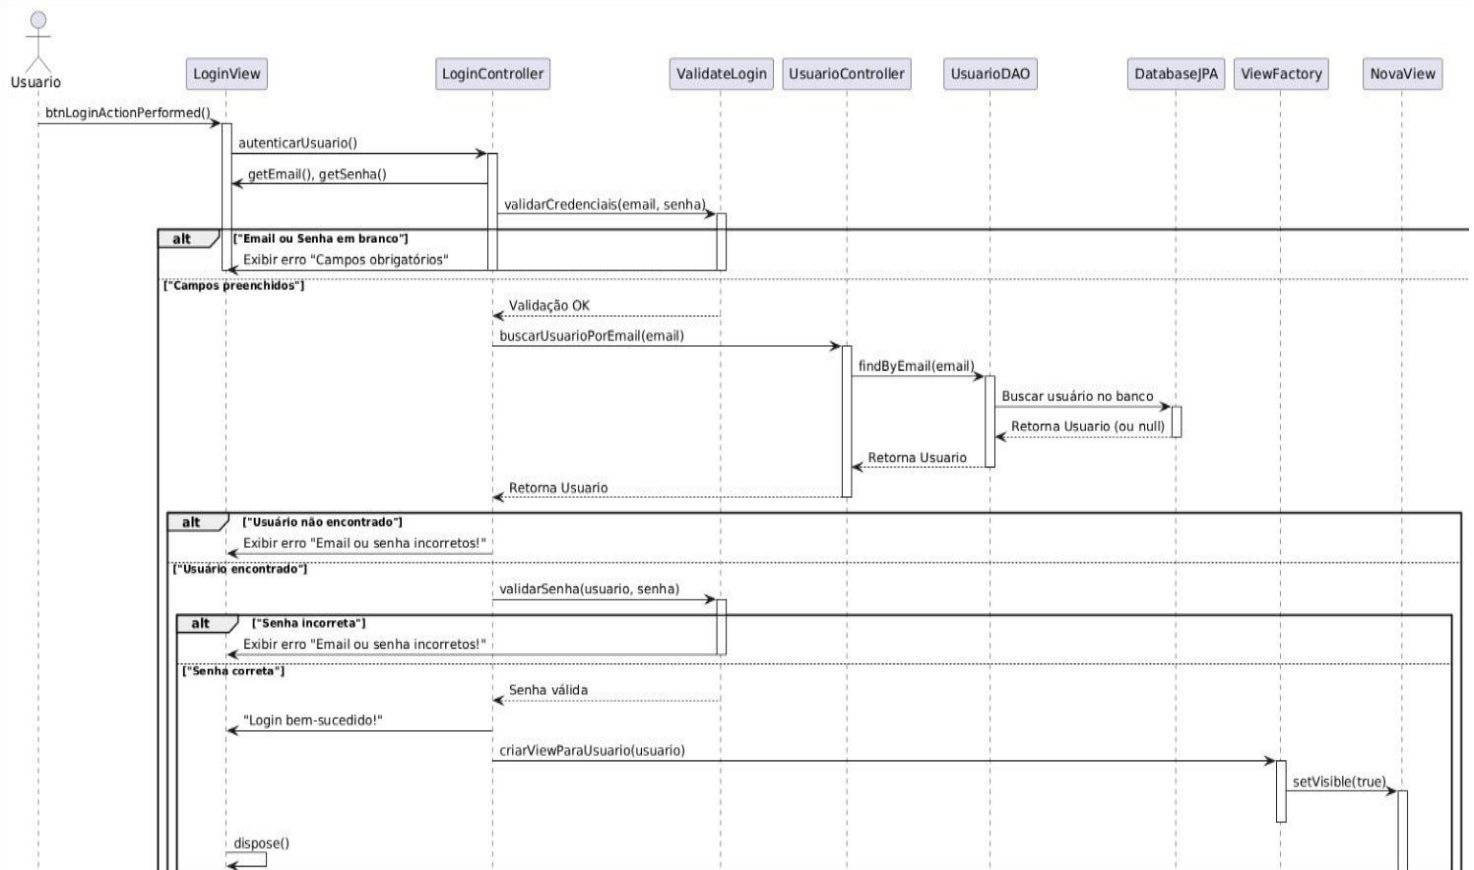 Usuario
LoginView
LoginController
ValidateLogin
UsuarioController
UsuarioDAO
DatabaseJPA
ViewFactory
NovaView
btnLoginActionPerformed()
autenticarUsuario()
getEmail(), getSenha()
validarCredenciais(email, senha)
alt
["Email ou Senha em branco"]
Exibir erro "Campos obrigatórios"
["Campos preenchidos"]
Validação OK
buscarUsuarioPorEmail(email)
findByEmail(email)
Buscar usuário no banco
Retorna Usuario (ou null)
Retorna Usuario
Retorna Usuario
alt
["Usuário não encontrado"]
Exibir erro "Email ou senha incorretos!"
["Usuário encontrado"]
validarSenha(usuario, senha)
alt
["Senha incorreta"]
Exibir erro "Email ou senha incorretos!"
["Senha correta"]
Senha válida
"Login bem-sucedido!"
criarViewParaUsuario(usuario)
setVisible(true)
dispose()